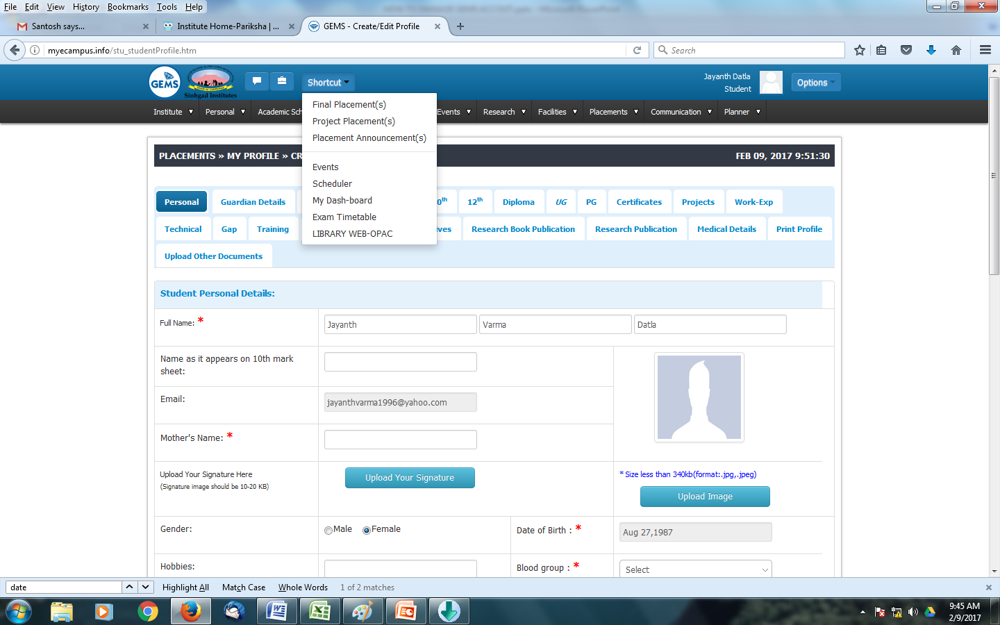 File Edit View History Bookmarks Tools Help
Santosh says...
Institute Home-Pariksha | ...
GEMS - Create/Edit Profile
myecampus.info/stu_studentProfile.htm
Search
GEMS
Sinhgad Institutes
Shortcut
Jayanth Datla
Student
Options
Institute Personal Academic Sch Events Research Facilities Placements Communication Planner
Final Placement(s)
Project Placement(s)
Placement Announcement(s)
Events
Scheduler
My Dash-board
Exam Timetable
LIBRARY WEB-OPAC
PLACEMENTS » MY PROFILE » CR
FEB 09, 2017 9:51:30
Personal Guardian Details 0th 12th Diploma UG PG Certificates Projects Work-Exp
Technical Gap Training ves Research Book Publication Research Publication Medical Details Print Profile
Upload Other Documents
Student Personal Details:
Full Name: * Jayanth Varma Datla
Name as it appears on 10th mark
sheet:
Email: jayanthvarma1996@yahoo.com
Mother's Name: *
Upload Your Signature Here
(Signature image should be 10-20 KB)
Upload Your Signature
* Size less than 340kb(format:.jpg,.jpeg)
Upload Image
Gender: Male Female Date of Birth : * Aug 27,1987
Hobbies: Blood group : * Select
date Highlight All Match Case Whole Words 1 of 2 matches
9:45 AM
2/9/2017